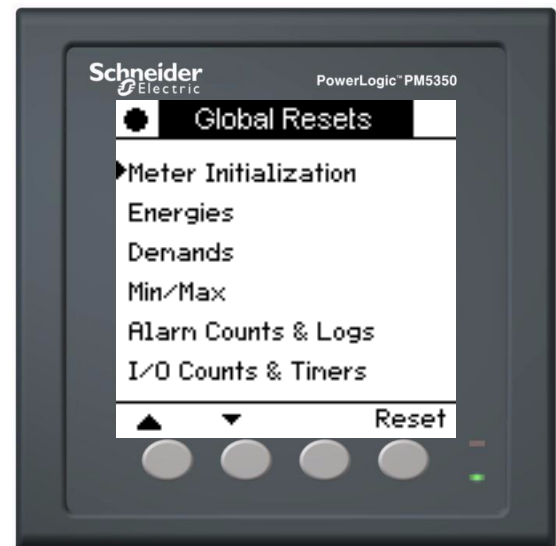 Schneider
Electric
PowerLogic™ PM5350
Global Resets
Meter Initialization
Energies
Demands
Min/Max
Alarm Counts & Logs
I/O Counts & Timers
Reset